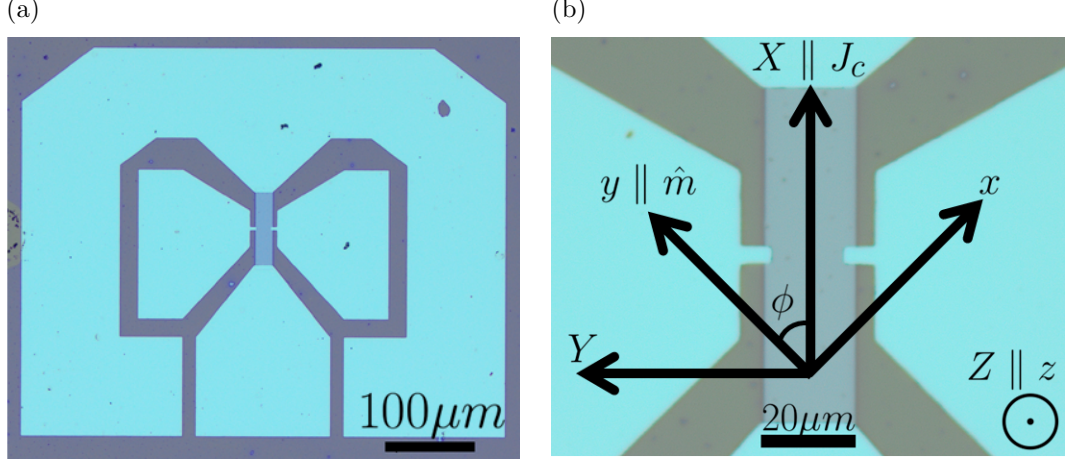 (a)
(b)
X ∥ J_c
y ∥ m̂
x
ϕ
Y
Z ∥ z
100μm
20μm